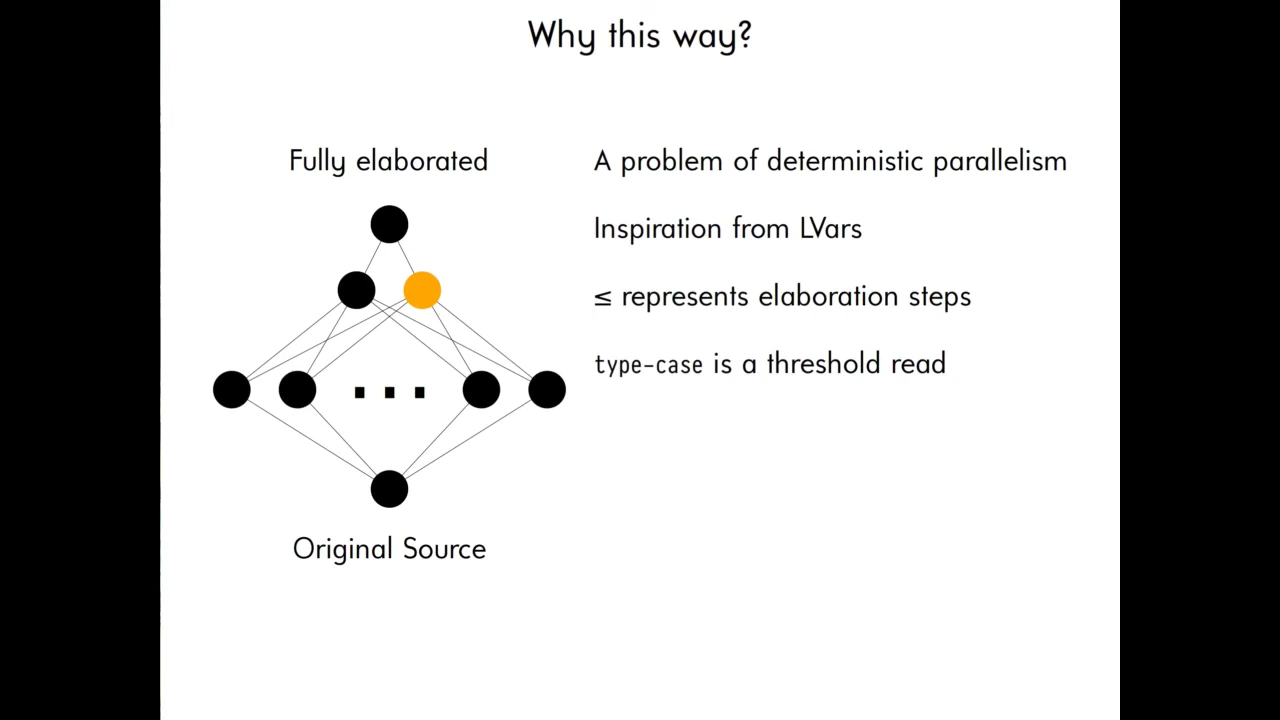 Why this way?
Fully elaborated
A problem of deterministic parallelism
Inspiration from LVars
≤ represents elaboration steps
type-case is a threshold read
Original Source